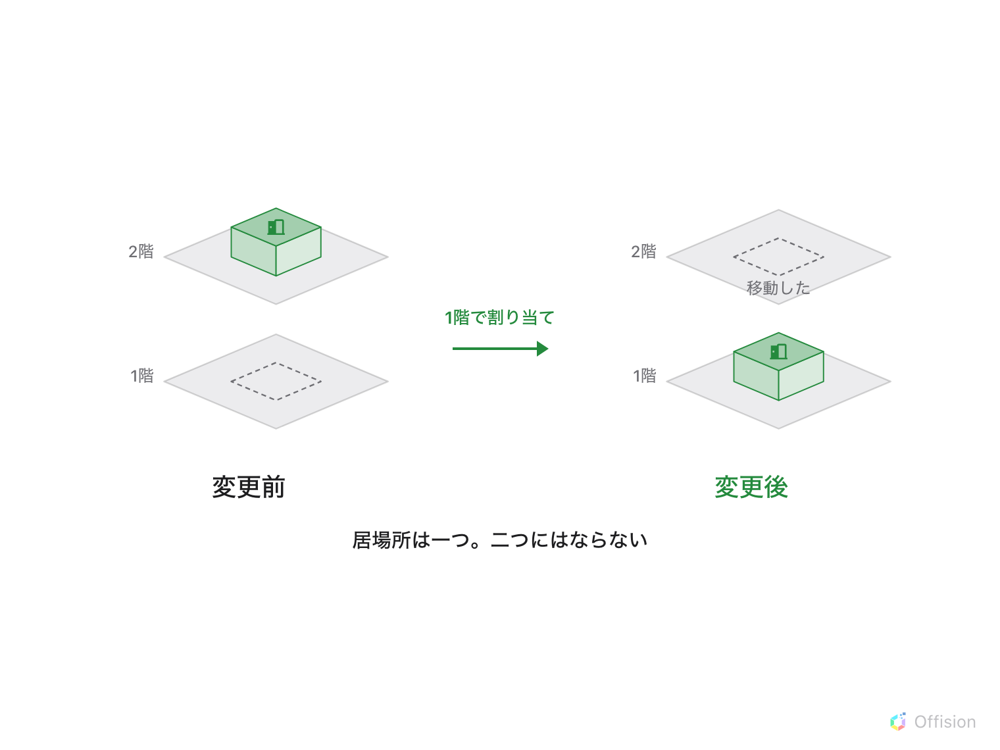 2階
1階
変更前
1階で割り当て
2階
移動した
1階
変更後
居場所は一つ。二つにはならない
Offision